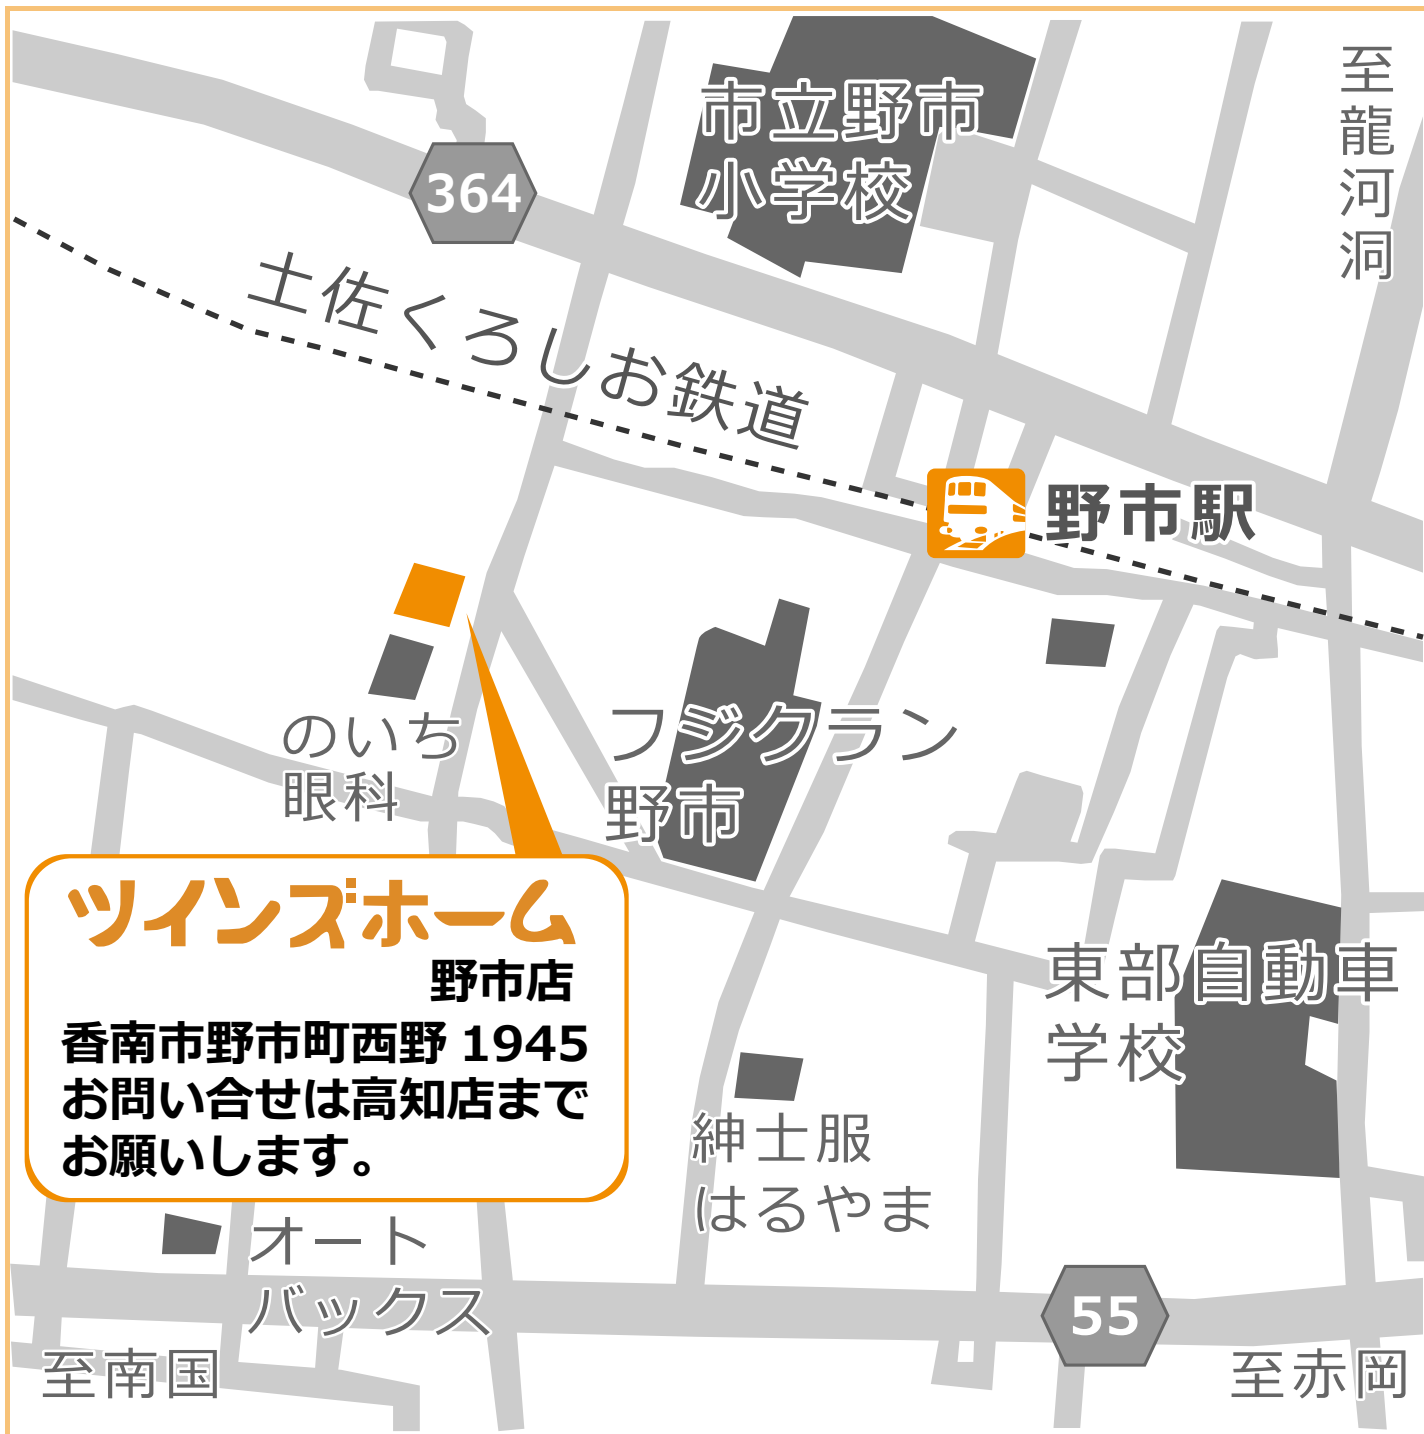 至龍河洞
市立野市
小学校
364
土佐くろしお鉄道
野市駅
のいち
眼科
フジグラン
野市
ツインズホーム
野市店
香南市野市町西野 1945
お問い合せは高知店まで
お願いします。
東部自動車
学校
紳士服
はるやま
オート
バックス
55
至南国
至赤岡